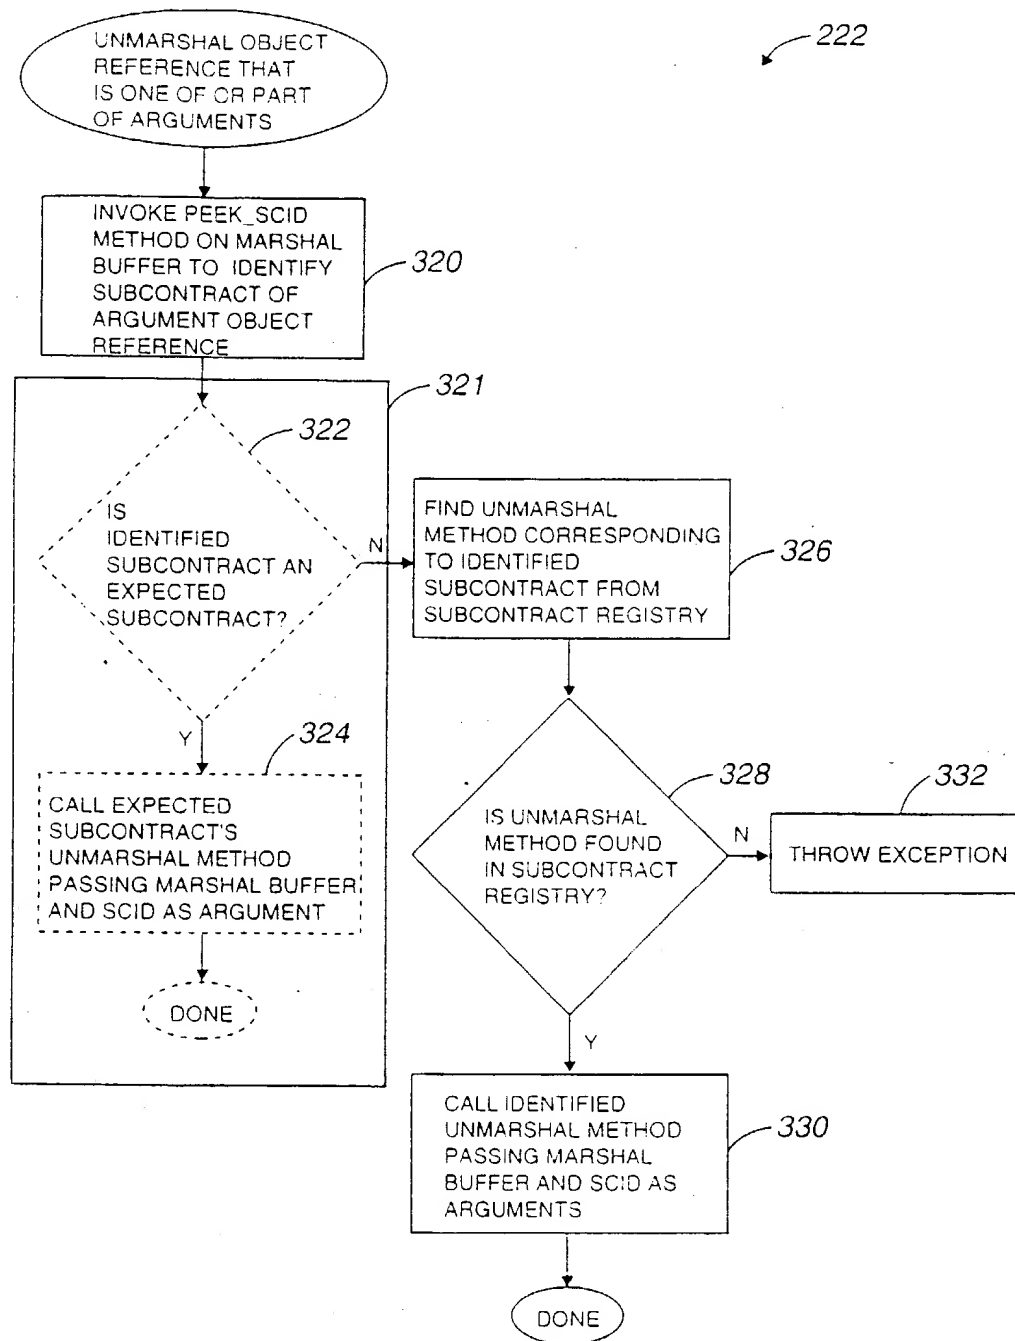 222
UNMARSHAL OBJECT
REFERENCE THAT
IS ONE OF OR PART
OF ARGUMENTS
INVOKE PEEK_SCID
METHOD ON MARSHAL
BUFFER TO IDENTIFY
SUBCONTRACT OF
ARGUMENT OBJECT
REFERENCE
320
321
322
IS
IDENTIFIED
SUBCONTRACT AN
EXPECTED
SUBCONTRACT?
N
Y
324
CALL EXPECTED
SUBCONTRACT'S
UNMARSHAL METHOD
PASSING MARSHAL BUFFER
AND SCID AS ARGUMENT
DONE
FIND UNMARSHAL
METHOD CORRESPONDING
TO IDENTIFIED
SUBCONTRACT FROM
SUBCONTRACT REGISTRY
326
328
IS UNMARSHAL
METHOD FOUND
IN SUBCONTRACT
REGISTRY?
N
332
THROW EXCEPTION
Y
CALL IDENTIFIED
UNMARSHAL METHOD
PASSING MARSHAL
BUFFER AND SCID AS
ARGUMENTS
330
DONE